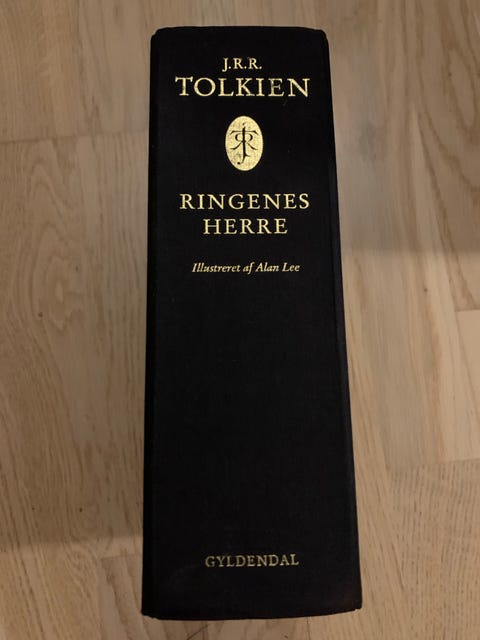 J.R.R.
TOLKIEN
RINGENES
HERRE
Illustreret af Alan Lee
GYLDENDAL